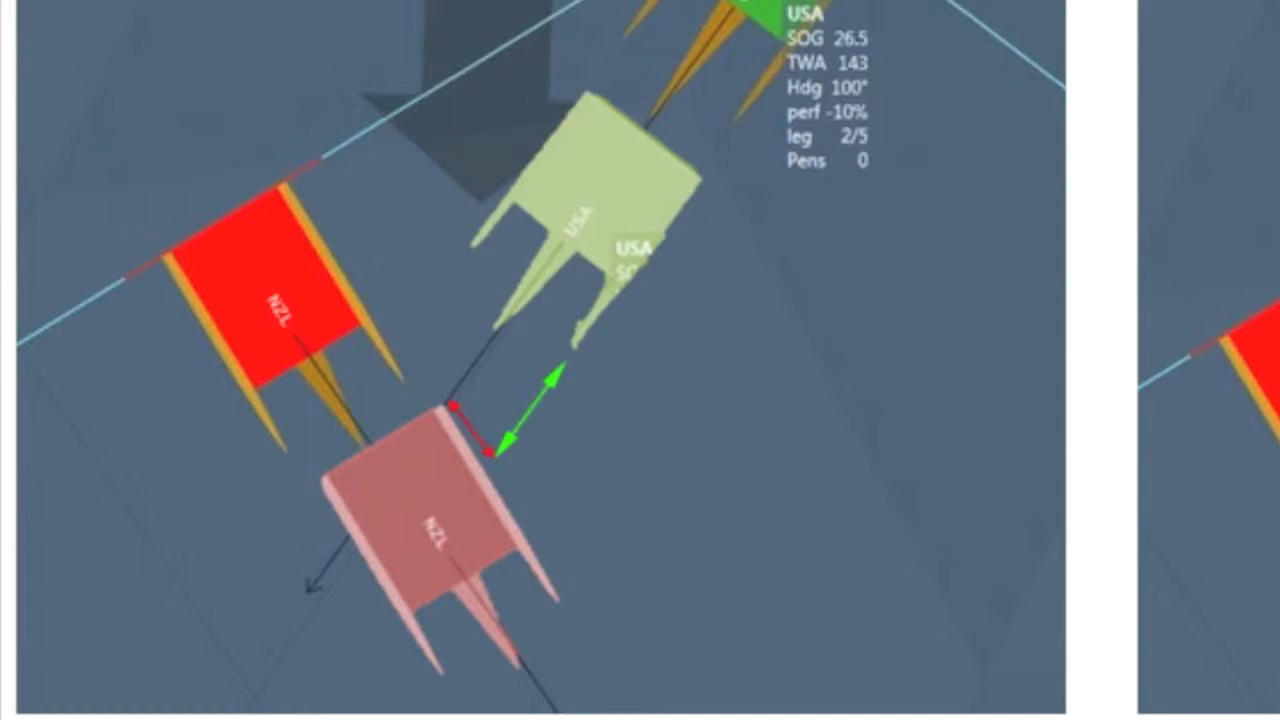 USA
SOG 26.5
TWA 143
Hdg 100°
perf -10%
leg 2/5
Pens 0
USA
USA
NZL
NZL